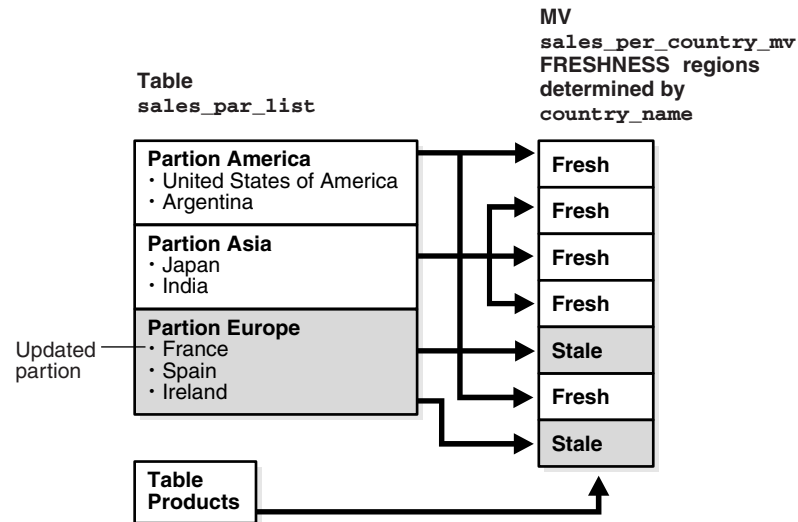 MV
sales_per_country_mv
FRESHNESS regions
determined by
country_name
Table
sales_par_list
Partion America
· United States of America
· Argentina
Partion Asia
· Japan
· India
Partion Europe
· France
· Spain
· Ireland
Updated
partion
Fresh
Fresh
Fresh
Fresh
Stale
Fresh
Stale
Table
Products